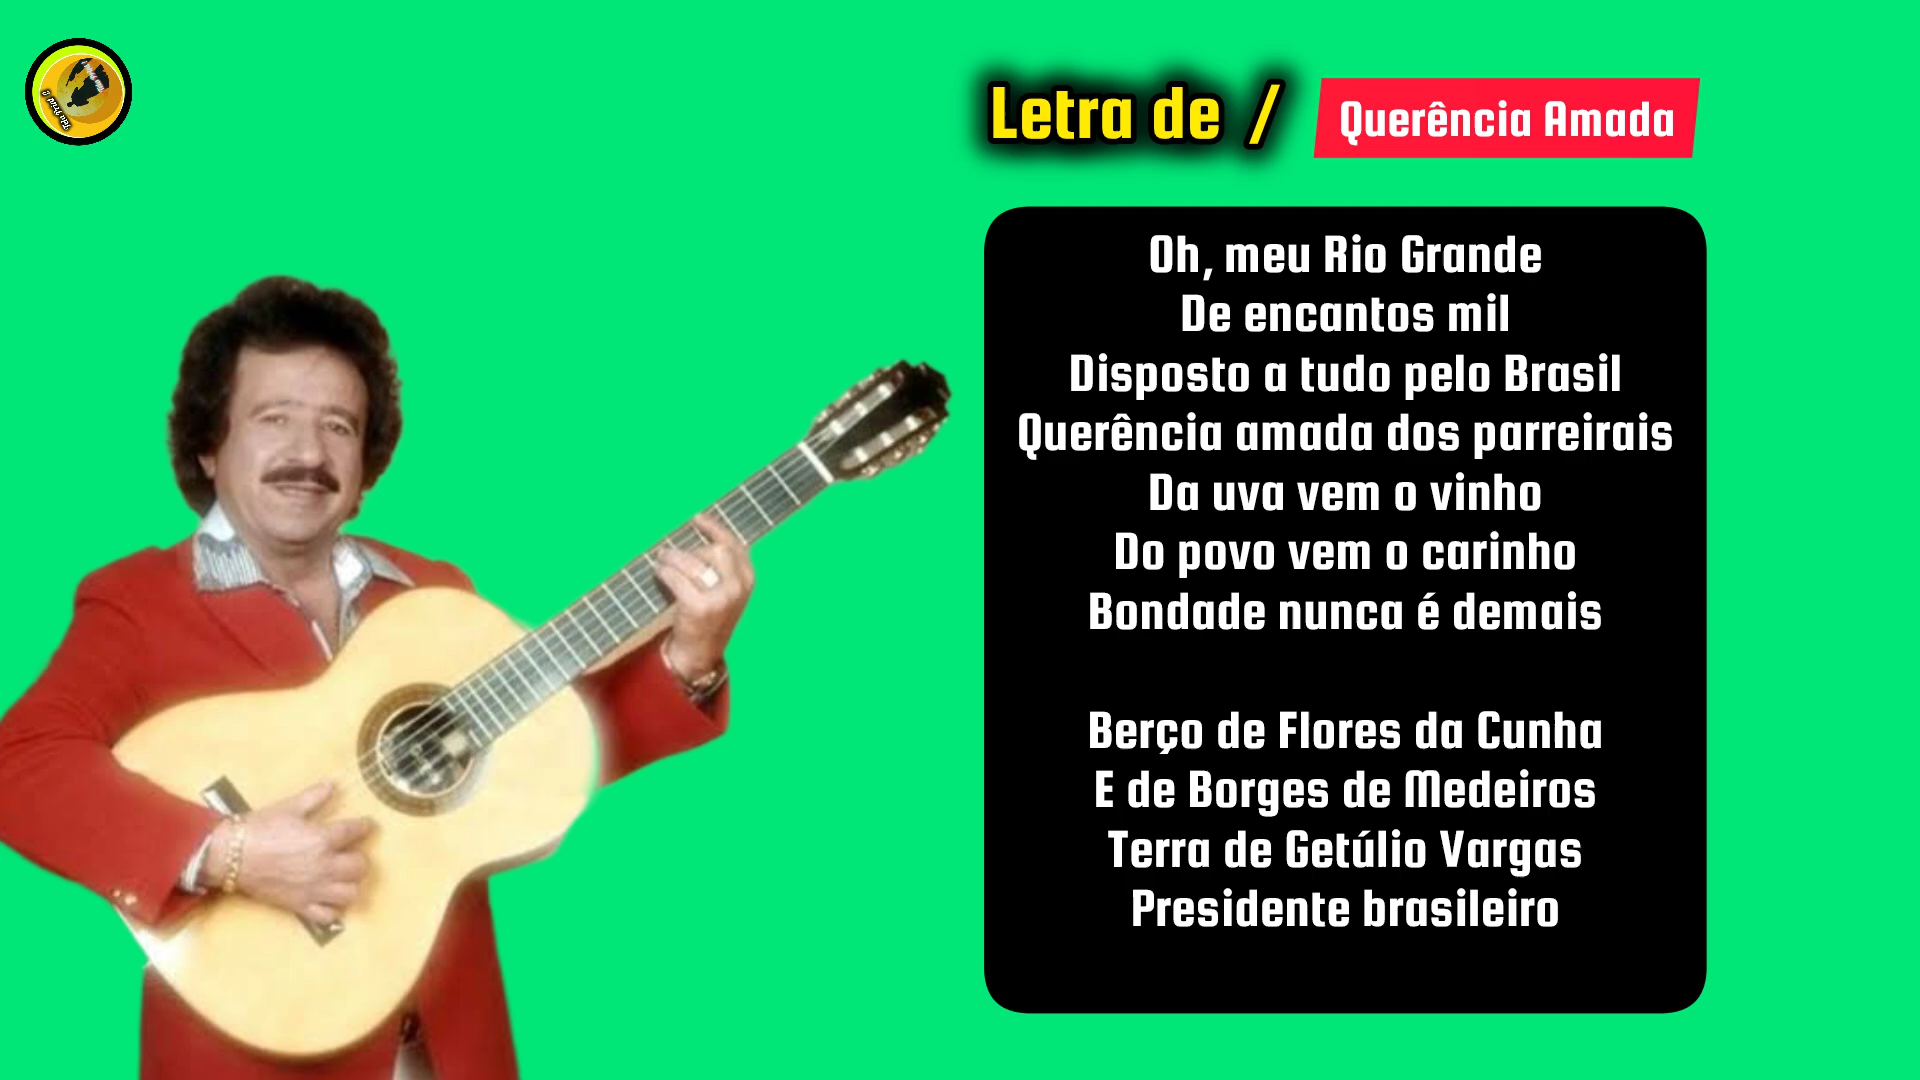 Letra de /
Querência Amada
Oh, meu Rio Grande
De encantos mil
Disposto a tudo pelo Brasil
Querência amada dos parreirais
Da uva vem o vinho
Do povo vem o carinho
Bondade nunca é demais
Berço de Flores da Cunha
E de Borges de Medeiros
Terra de Getúlio Vargas
Presidente brasileiro